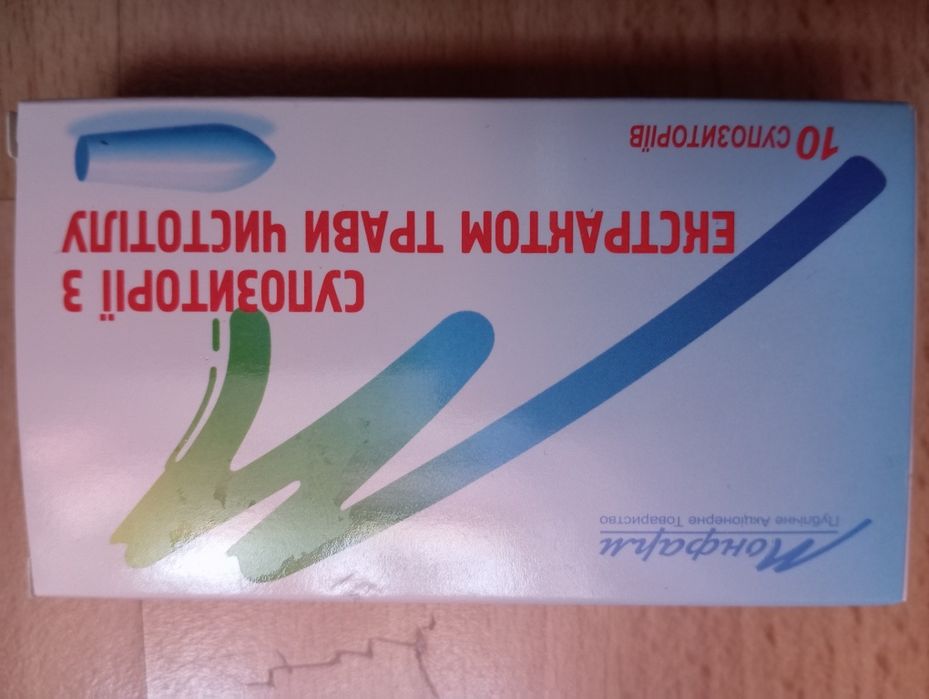 Монфарм
Публічне Акціонерне Товариство
СУПОЗИТОРІЇ З
ЕКСТРАКТОМ ТРАВИ ЧИСТОТІЛУ
10 СУПОЗИТОРІЇВ